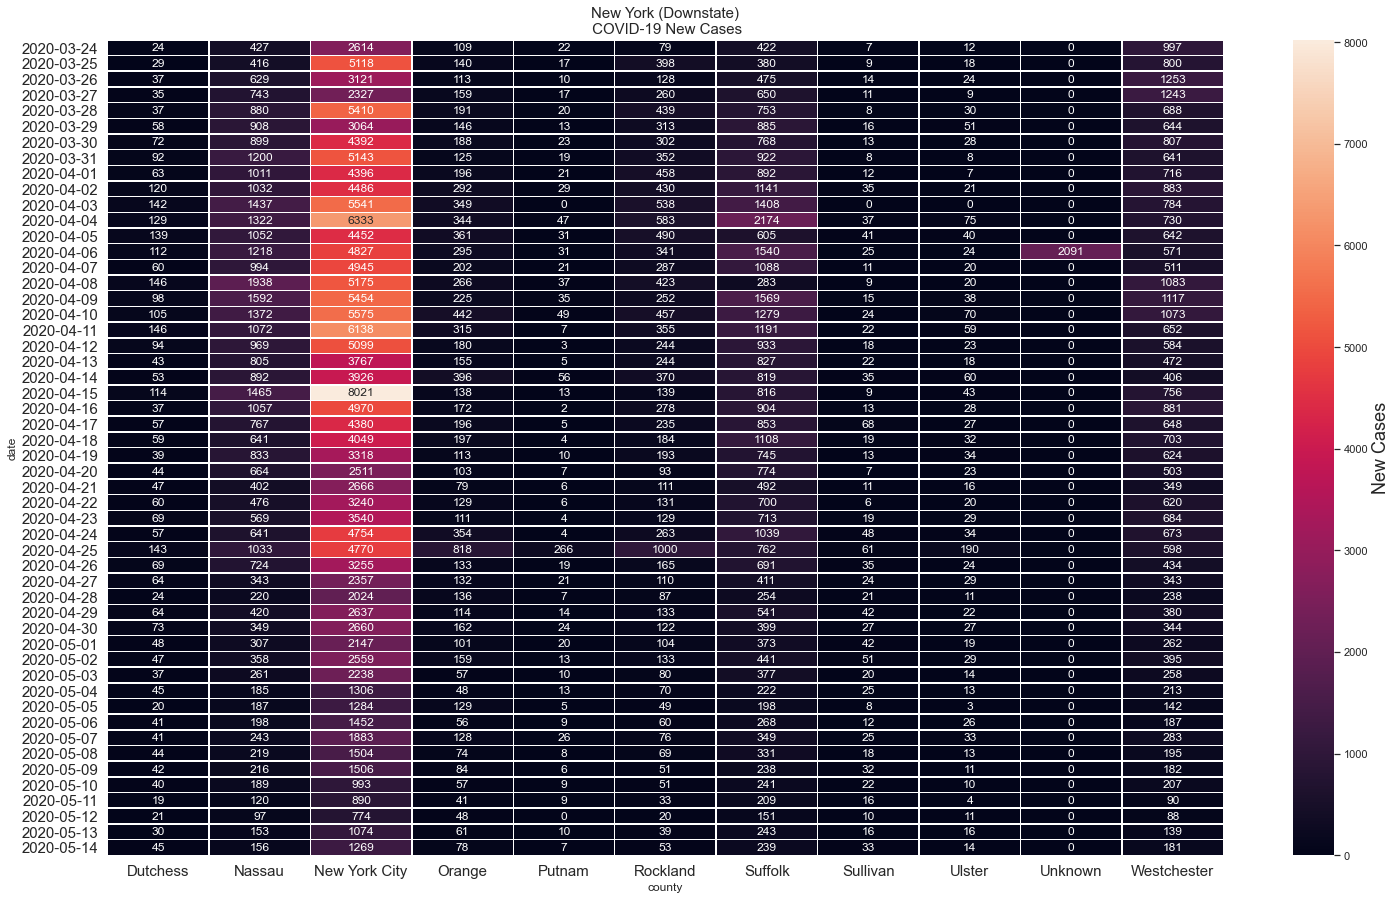 New York (Downstate)
COVID-19 New Cases
2020-03-24 24 427 2614 109 22 79 422 7 12 0 997
2020-03-25 29 416 5118 140 17 398 380 9 18 0 800
2020-03-26 37 629 3121 113 10 128 475 14 24 0 1253
2020-03-27 35 743 2327 159 17 260 650 11 9 0 1243
2020-03-28 37 880 5410 191 20 439 753 8 30 0 688
2020-03-29 58 908 3064 146 13 313 885 16 51 0 644
2020-03-30 72 899 4392 188 23 302 768 13 28 0 807
2020-03-31 92 1200 5143 125 19 352 922 8 8 0 641
2020-04-01 63 1011 4396 196 21 458 892 12 7 0 716
2020-04-02 120 1032 4486 292 29 430 1141 35 21 0 883
2020-04-03 142 1437 5541 349 0 538 1408 0 0 0 784
2020-04-04 129 1322 6333 344 47 583 2174 37 75 0 730
2020-04-05 139 1052 4452 361 31 490 605 41 40 0 642
2020-04-06 112 1218 4827 295 31 341 1540 25 24 2091 571
2020-04-07 60 994 4945 202 21 287 1088 11 20 0 511
2020-04-08 146 1938 5175 266 37 423 283 9 20 0 1083
2020-04-09 98 1592 5454 225 35 252 1569 15 38 0 1117
2020-04-10 105 1372 5575 442 49 457 1279 24 70 0 1073
2020-04-11 146 1072 6138 315 7 355 1191 22 59 0 652
2020-04-12 94 969 5099 180 3 244 933 18 23 0 584
2020-04-13 43 805 3767 155 5 244 827 22 18 0 472
2020-04-14 53 892 3926 396 56 370 819 35 60 0 406
2020-04-15 114 1465 8021 138 13 139 816 9 43 0 756
2020-04-16 37 1057 4970 172 2 278 904 13 28 0 881
2020-04-17 57 767 4380 196 5 235 853 68 27 0 648
2020-04-18 59 641 4049 197 4 184 1108 19 32 0 703
2020-04-19 39 833 3318 113 10 193 745 13 34 0 624
2020-04-20 44 664 2511 103 7 93 774 7 23 0 503
2020-04-21 47 402 2666 79 6 111 492 11 16 0 349
2020-04-22 60 476 3240 129 6 131 700 6 20 0 620
2020-04-23 69 569 3540 111 4 129 713 19 29 0 684
2020-04-24 57 641 4754 354 4 263 1039 48 34 0 673
2020-04-25 143 1033 4770 818 266 1000 762 61 190 0 598
2020-04-26 69 724 3255 133 19 165 691 35 24 0 434
2020-04-27 64 343 2357 132 21 110 411 24 29 0 343
2020-04-28 24 220 2024 136 7 87 254 21 11 0 238
2020-04-29 64 420 2637 114 14 133 541 42 22 0 380
2020-04-30 73 349 2660 162 24 122 399 27 27 0 344
2020-05-01 48 307 2147 101 20 104 373 42 19 0 262
2020-05-02 47 358 2559 159 13 133 441 51 29 0 395
2020-05-03 37 261 2238 57 10 80 377 20 14 0 258
2020-05-04 45 185 1306 48 13 70 222 25 13 0 213
2020-05-05 20 187 1284 129 5 49 198 8 3 0 142
2020-05-06 41 198 1452 56 9 60 268 12 26 0 187
2020-05-07 41 243 1883 128 26 76 349 25 33 0 283
2020-05-08 44 219 1504 74 8 69 331 18 13 0 195
2020-05-09 42 216 1506 84 6 51 238 32 11 0 182
2020-05-10 40 189 993 57 9 51 241 22 10 0 207
2020-05-11 19 120 890 41 9 33 209 16 4 0 90
2020-05-12 21 97 774 48 0 20 151 10 11 0 88
2020-05-13 30 153 1074 61 10 39 243 16 16 0 139
2020-05-14 45 156 1269 78 7 53 239 33 14 0 181
Dutchess Nassau New York City Orange Putnam Rockland Suffolk Sullivan Ulster Unknown Westchester
county
date
8000
7000
6000
5000
4000
3000
2000
1000
0
New Cases